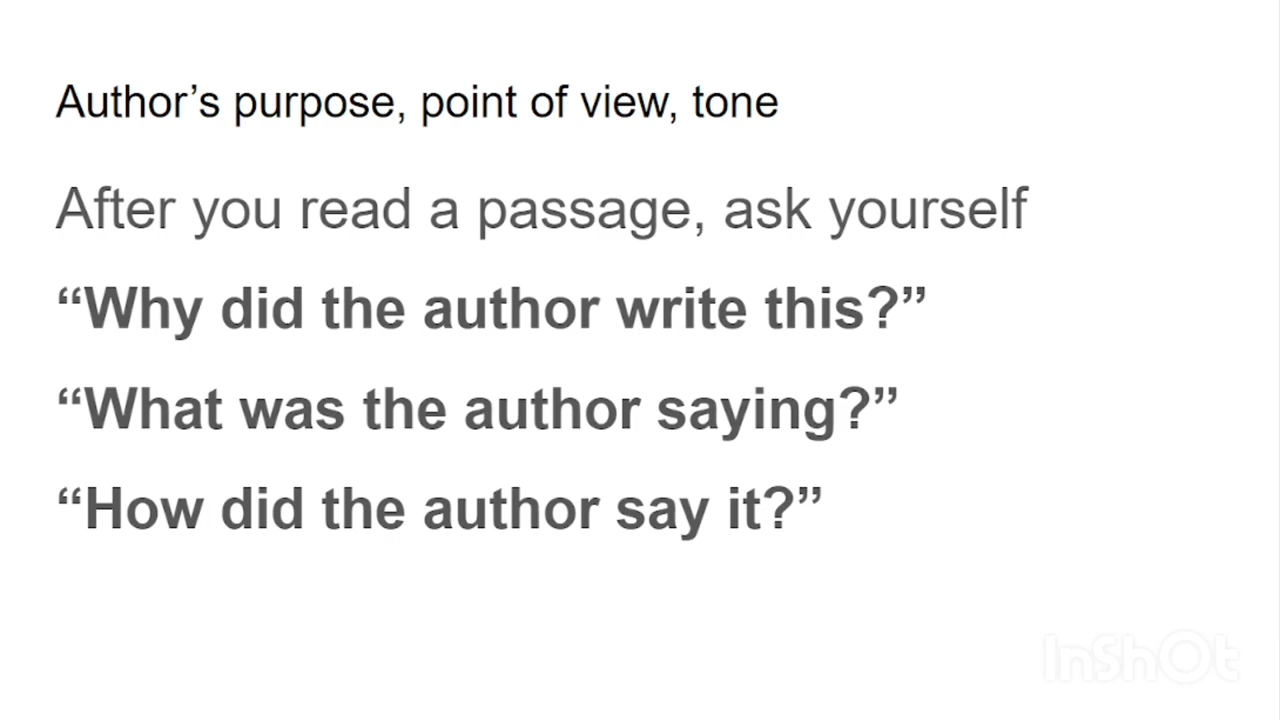 Author’s purpose, point of view, tone
After you read a passage, ask yourself
“Why did the author write this?”
“What was the author saying?”
“How did the author say it?”
InShOt